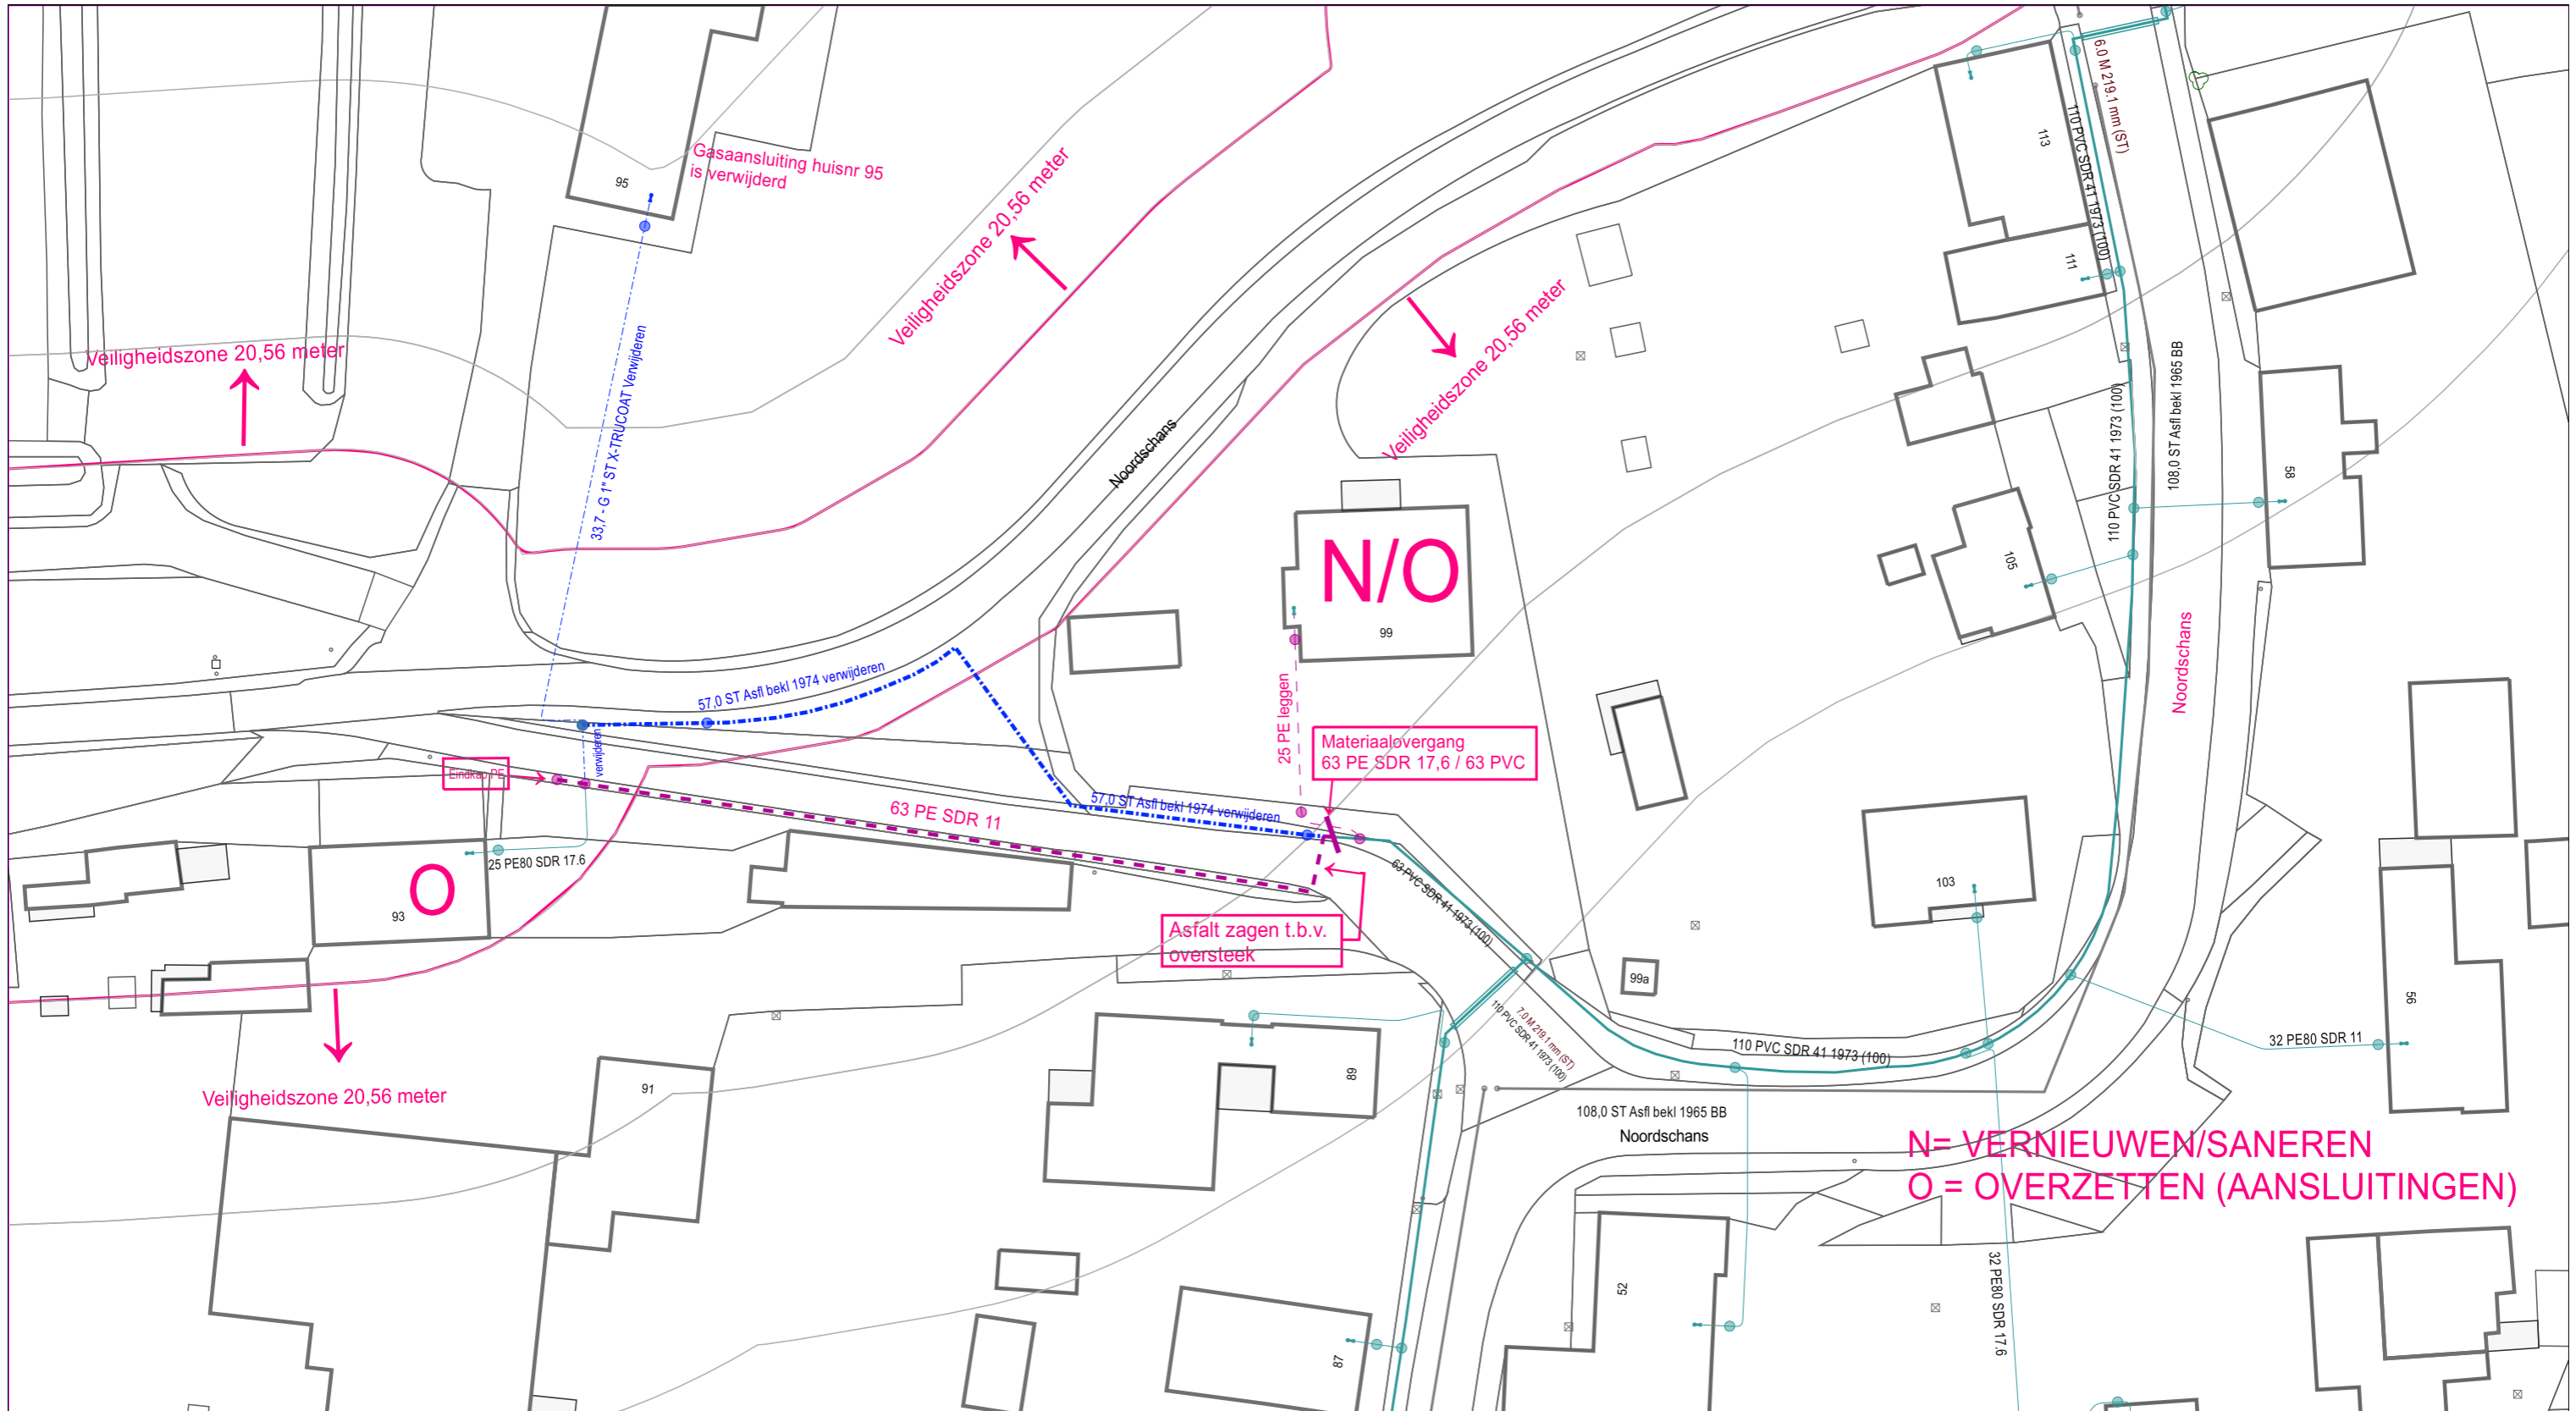 6.0 M 219.1 mm (ST)
113
110 PVC SDR 41 1973 (100)
95
Gasaansluiting huisnr 95
is verwijderd
Veiligheidszone 20,56 meter
111
Veiligheidszone 20,56 meter
Veiligheidszone 20,56 meter
33,7 - G 1" ST X-TRUCOAT Verwijderen
Noordschans
110 PVC SDR 41 1973 (100)
108,0 ST Asfl bekl 1965 BB
58
105
N/O
99
Noordschans
57,0 ST Asfl bekl 1974 verwijderen
25 PE leggen
Materiaalovergang
63 PE SDR 17,6 / 63 PVC
verwijderen
Eindkap PE
63 PE SDR 11
57,0 ST Asfl bekl 1974 verwijderen
25 PE80 SDR 17.6
O
93
63 PVC SDR 41 1973 (100)
103
Asfalt zagen t.b.v.
oversteek
99a
56
7.0 M 219.1 mm (ST)
110 PVC SDR 41 1973 (100)
110 PVC SDR 41 1973 (100)
32 PE80 SDR 11
Veiligheidszone 20,56 meter
91
89
108,0 ST Asfl bekl 1965 BB
Noordschans
N= VERNIEUWEN/SANEREN
O = OVERZETTEN (AANSLUITINGEN)
52
32 PE80 SDR 17.6
87